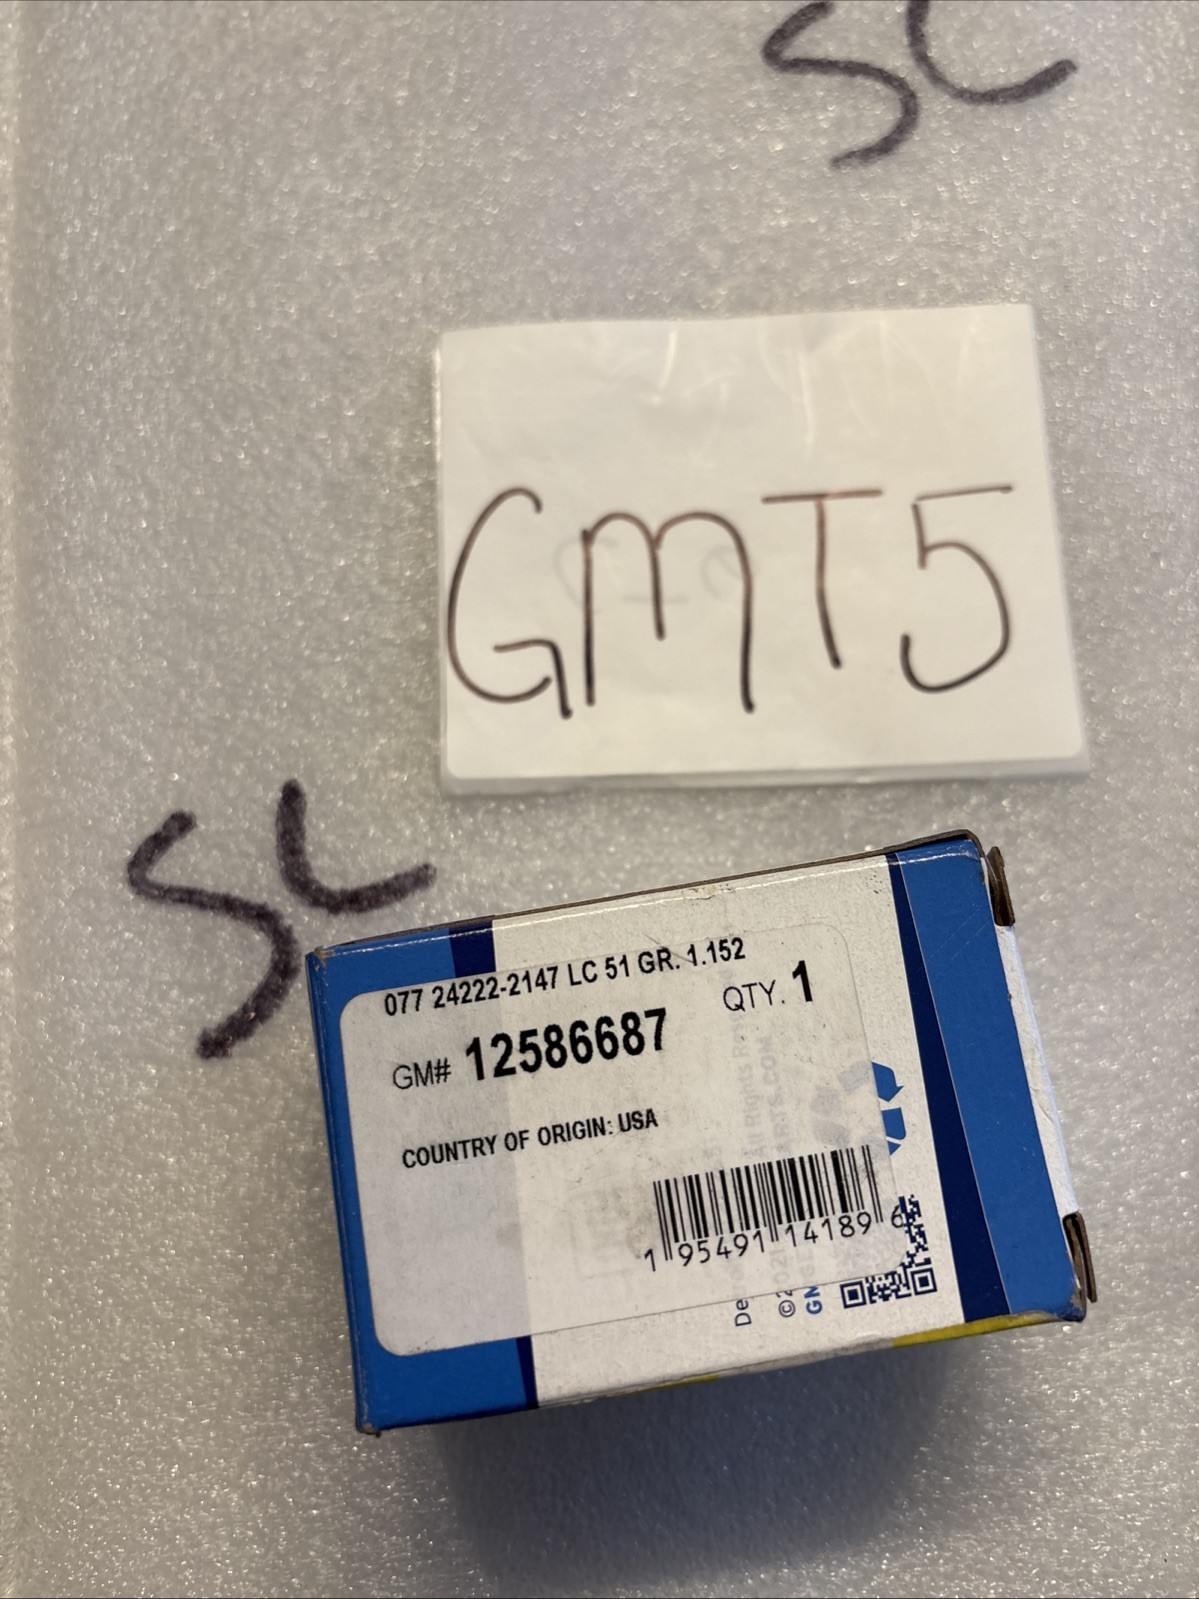 SC
GMT5
SC
077 24222-2147 LC 51 GR. 1.152
GM# 12586687 QTY. 1
COUNTRY OF ORIGIN: USA
1 95491 14189 6